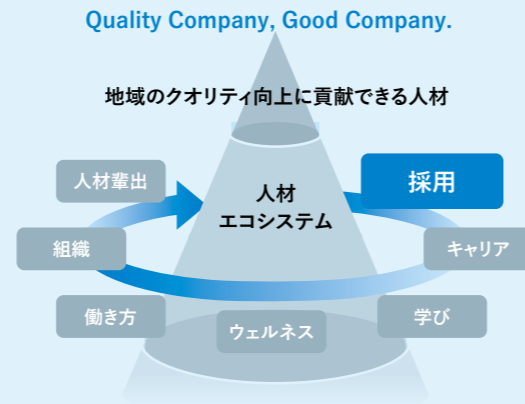 Quality Company, Good Company.
地域のクオリティ向上に貢献できる人材
人材輩出
人材
エコシステム
採用
組織
キャリア
働き方
ウェルネス
学び